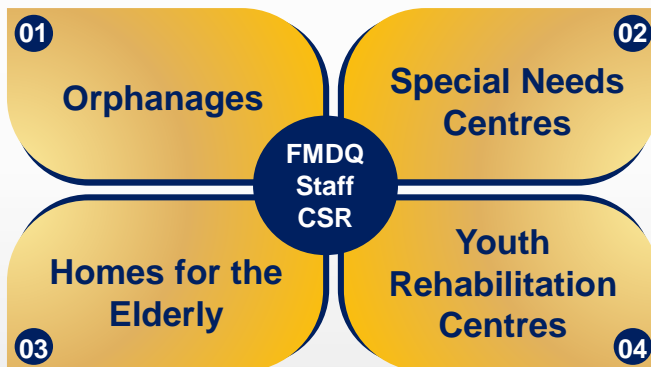 01
Orphanages
02
Special Needs
Centres
FMDQ
Staff
CSR
03
Homes for the
Elderly
Youth
Rehabilitation
Centres
04